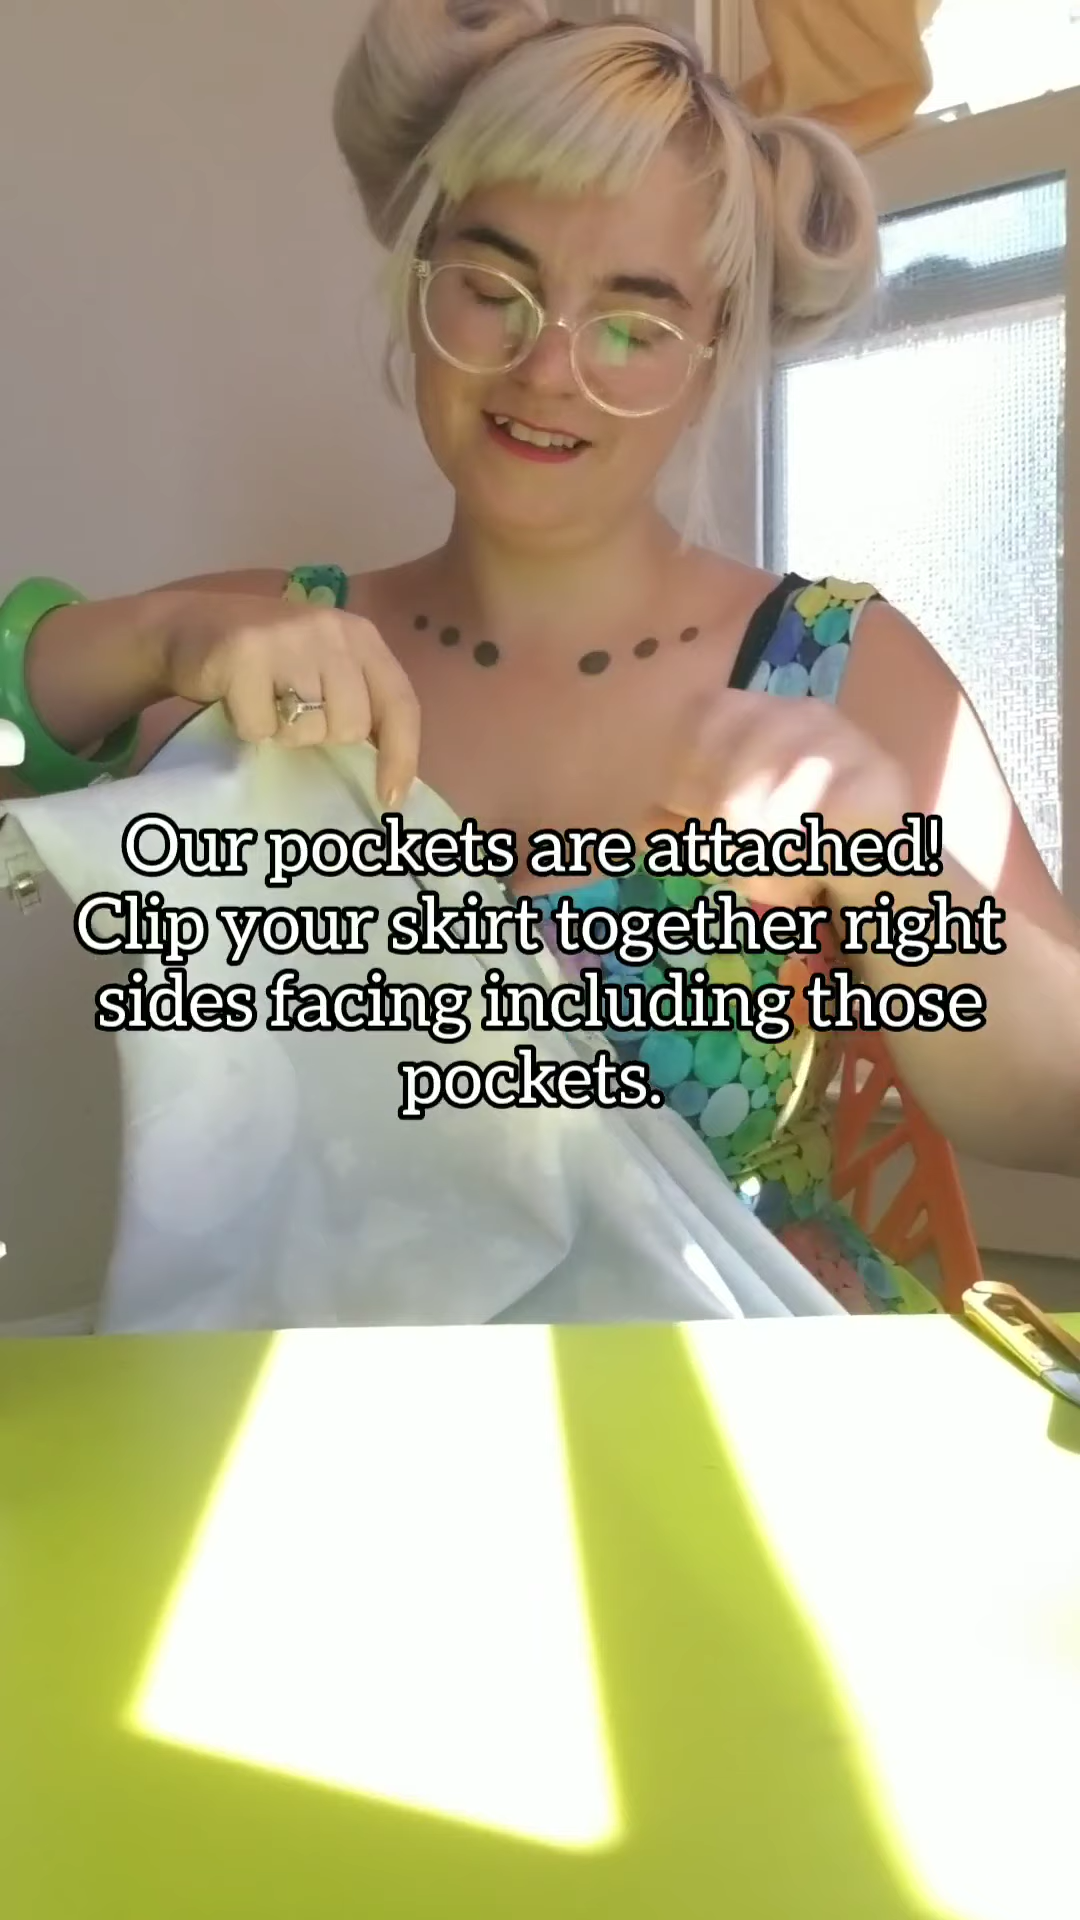 Our pockets are attached!
Clip your skirt together right
sides facing including those
pockets.